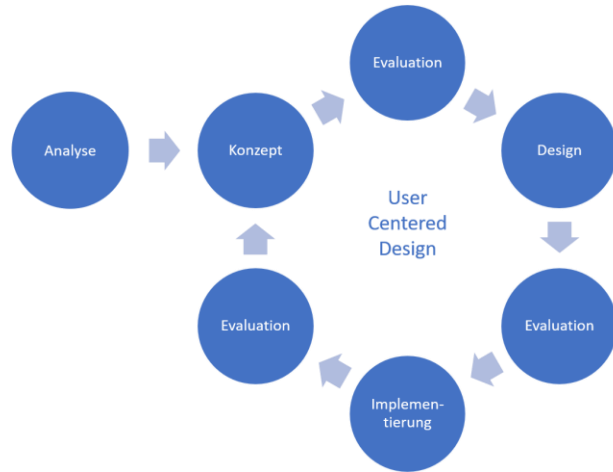 Analyse
Konzept
Evaluation
Design
Evaluation
Implemen-
tierung
Evaluation
User
Centered
Design